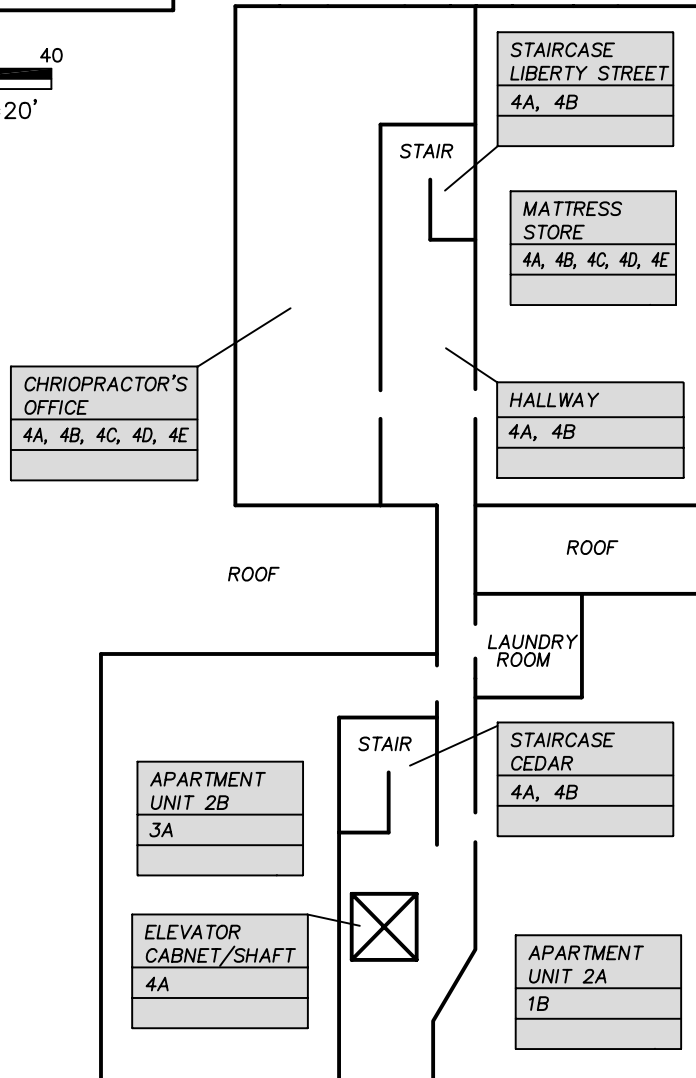 40
20'
STAIRCASE
LIBERTY STREET
4A, 4B
STAIR
MATTRESS
STORE
4A, 4B, 4C, 4D, 4E
CHRIOPRACTOR'S
OFFICE
4A, 4B, 4C, 4D, 4E
HALLWAY
4A, 4B
ROOF
ROOF
LAUNDRY
ROOM
STAIR
STAIRCASE
CEDAR
4A, 4B
APARTMENT
UNIT 2B
3A
ELEVATOR
CABNET/SHAFT
4A
APARTMENT
UNIT 2A
1B